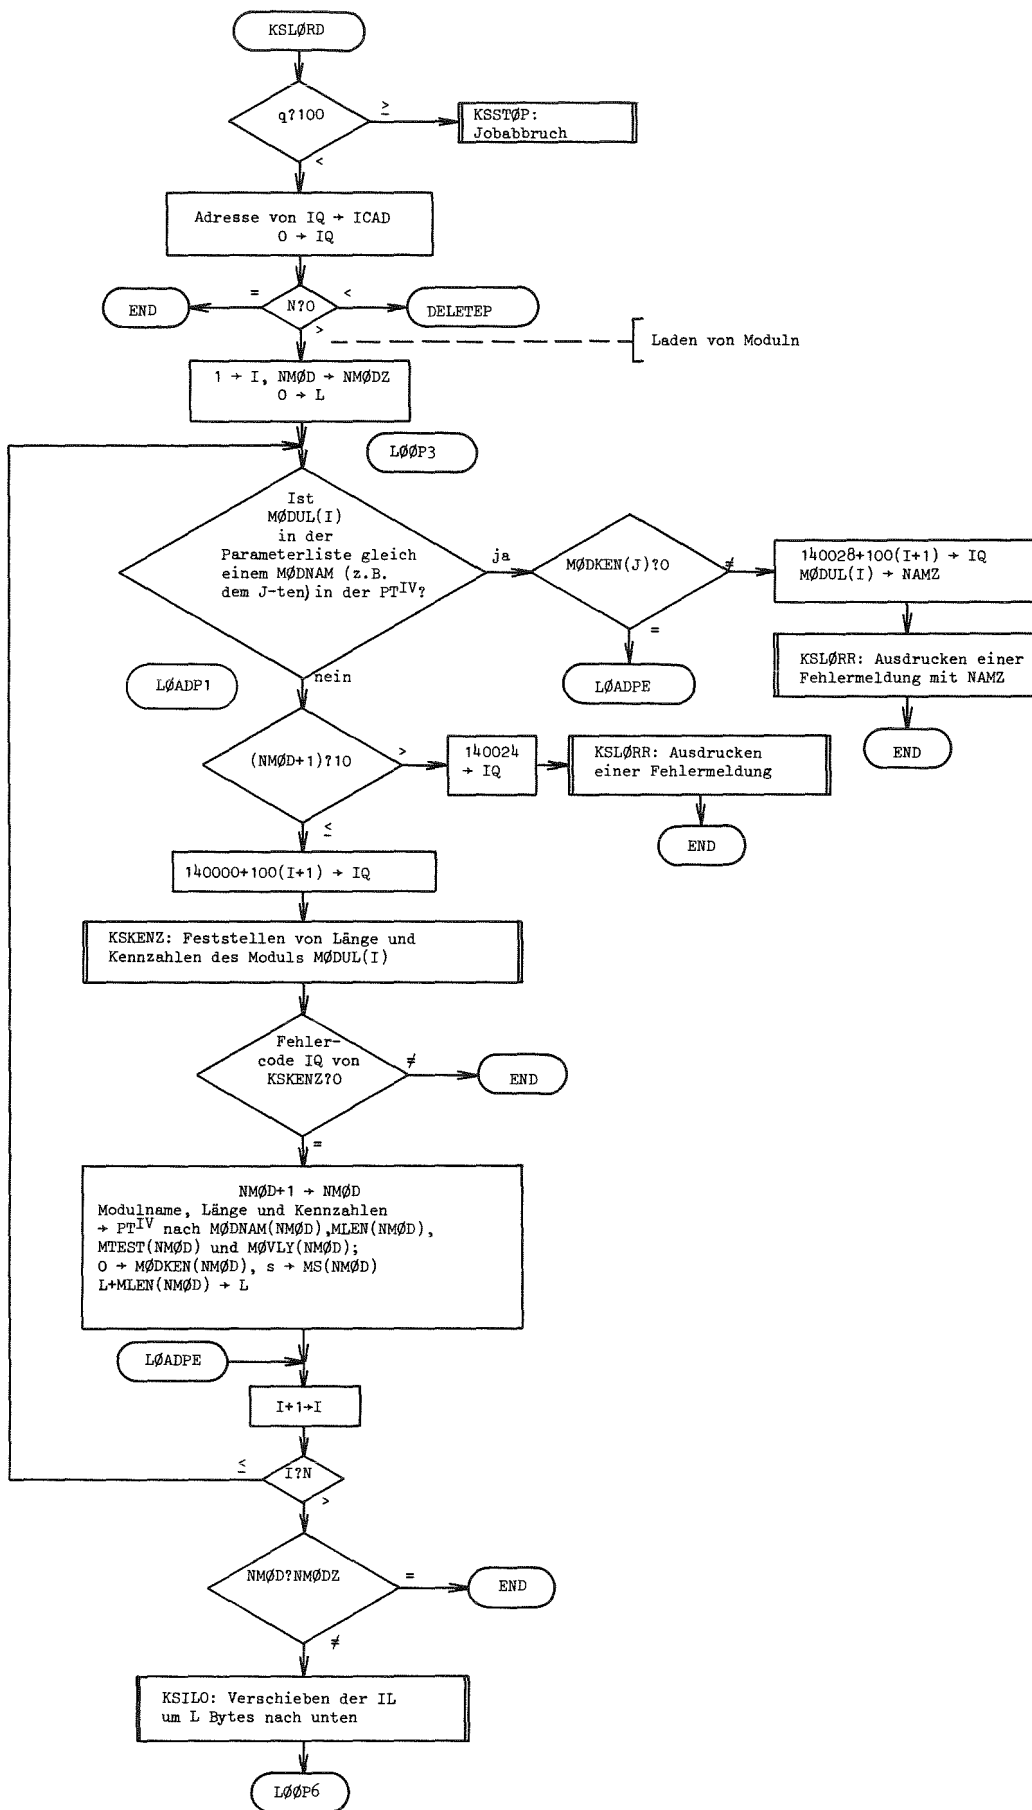 KSLØRD
q?100
≥
KSSTØP:
Jobabbruch
<
Adresse von IQ → ICAD
0 → IQ
END
=
N?0
<
DELETEP
>
Laden von Moduln
1 → I, NMØD → NMØDZ
0 → L
LØØP3
Ist
MØDUL(I)
in der
Parameterliste gleich
einem MØDNAM (z.B.
dem J-ten) in der PTIV?
ja
MØDKEN(J)?0
≠
140028+100(I+1) → IQ
MØDUL(I) → NAMZ
=
LØADPE
KSLØRR: Ausdrucken einer
Fehlermeldung mit NAMZ
END
LØADP1
nein
(NMØD+1)?10
>
140024
→ IQ
KSLØRR: Ausdrucken
einer Fehlermeldung
END
≤
140000+100(I+1) → IQ
KSKENZ: Feststellen von Länge und
Kennzahlen des Moduls MØDUL(I)
Fehler-
code IQ von
KSKENZ?0
≠
END
=
NMØD+1 → NMØD
Modulname, Länge und Kennzahlen
→ PTIV nach MØDNAM(NMØD),MLEN(NMØD),
MTEST(NMØD) und MØVLY(NMØD);
0 → MØDKEN(NMØD), s → MS(NMØD)
L+MLEN(NMØD) → L
LØADPE
I+1→I
≤
I?N
>
NMØD?NMØDZ
=
END
≠
KSILO: Verschieben der IL
um L Bytes nach unten
LØØP6